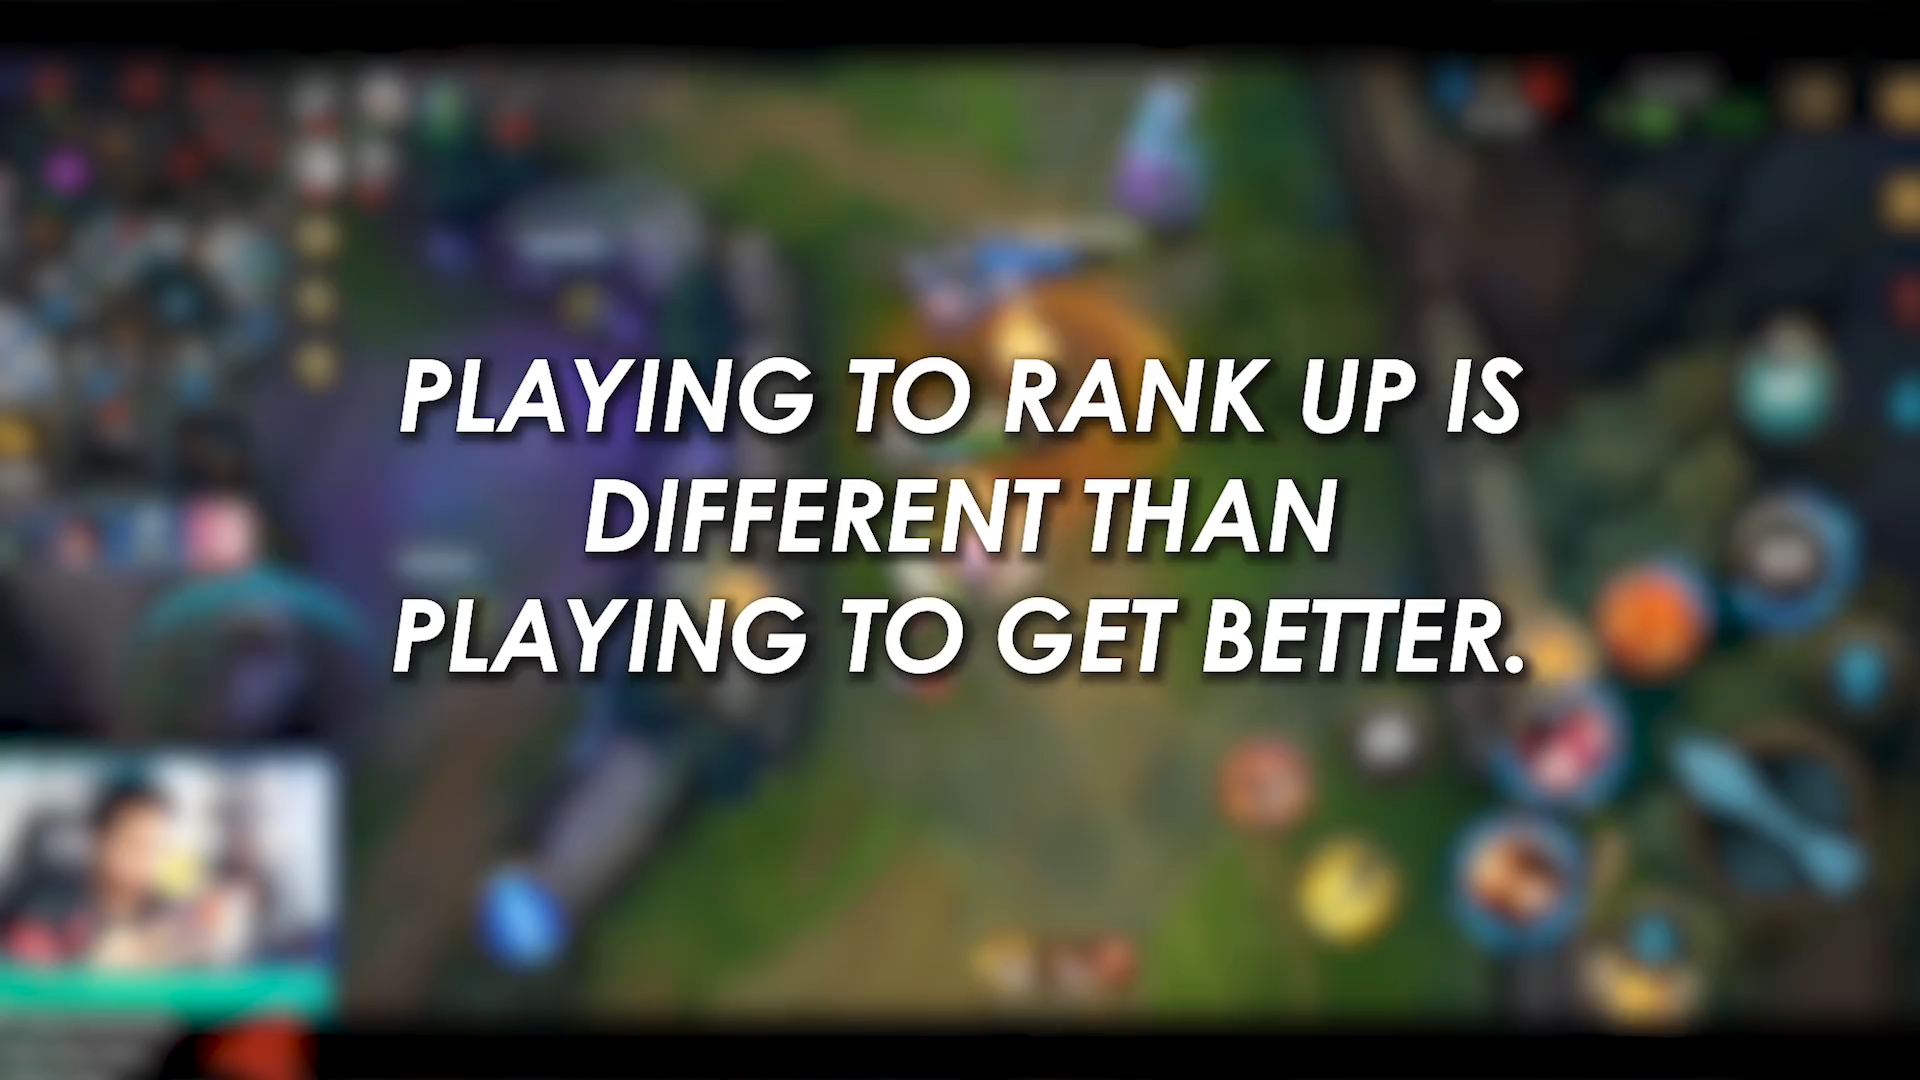 PLAYING TO RANK UP IS
DIFFERENT THAN
PLAYING TO GET BETTER.